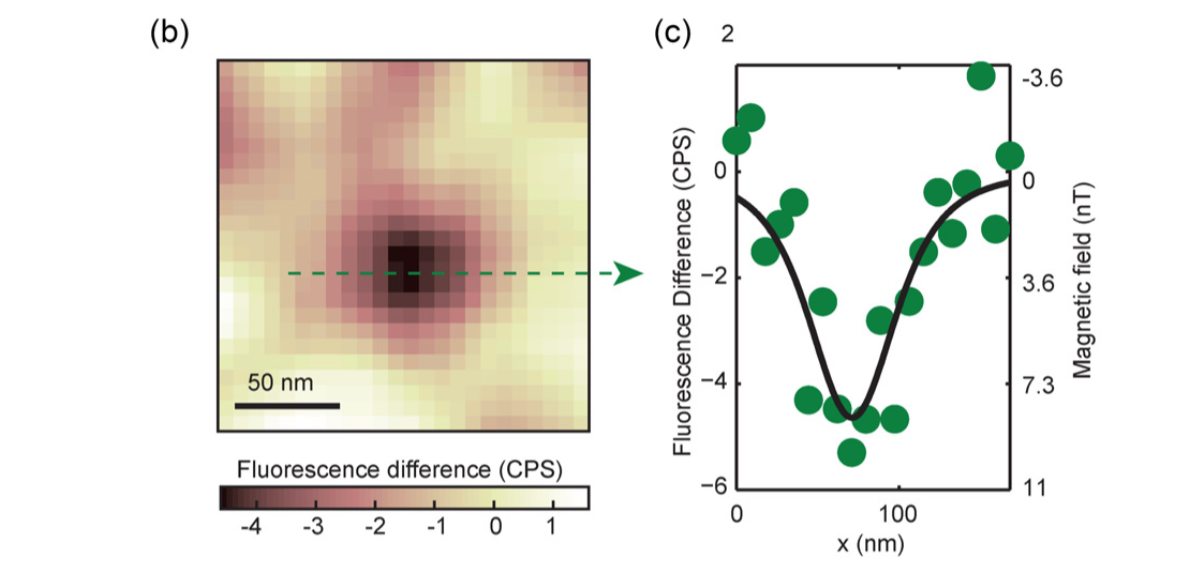 (b)
50 nm
Fluorescence difference (CPS)
-4 -3 -2 -1 0 1
(c)
2
0
−2
−4
−6
Fluorescence Difference (CPS)
-3.6
0
3.6
7.3
11
Magnetic field (nT)
0 100
x (nm)